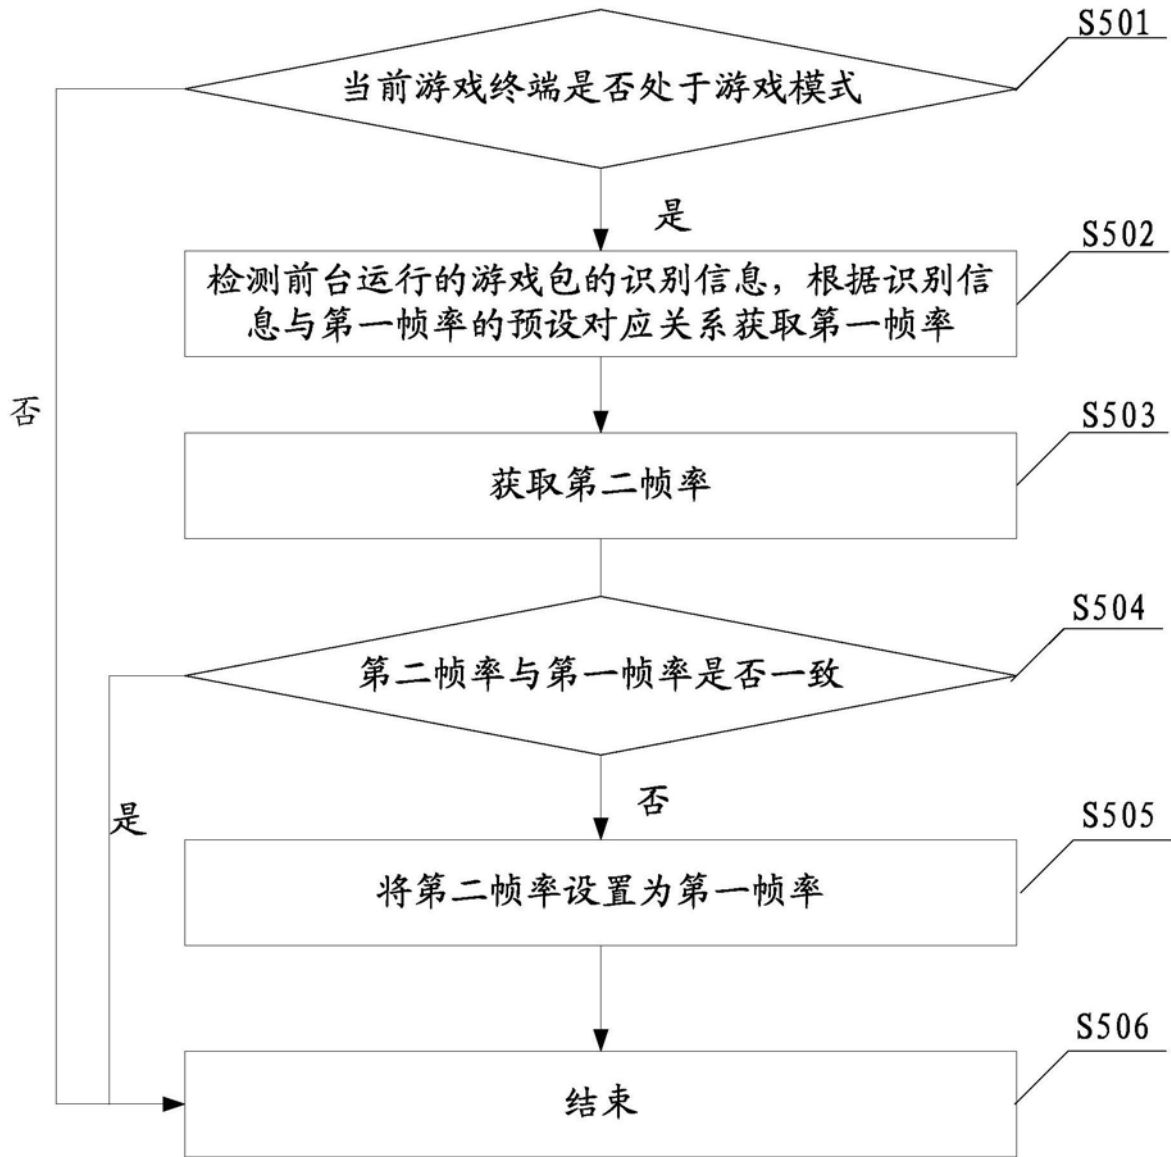 S501
当前游戏终端是否处于游戏模式
是
S502
检测前台运行的游戏包的识别信息，根据识别信
息与第一帧率的预设对应关系获取第一帧率
否
S503
获取第二帧率
S504
第二帧率与第一帧率是否一致
否
是
S505
将第二帧率设置为第一帧率
S506
结束